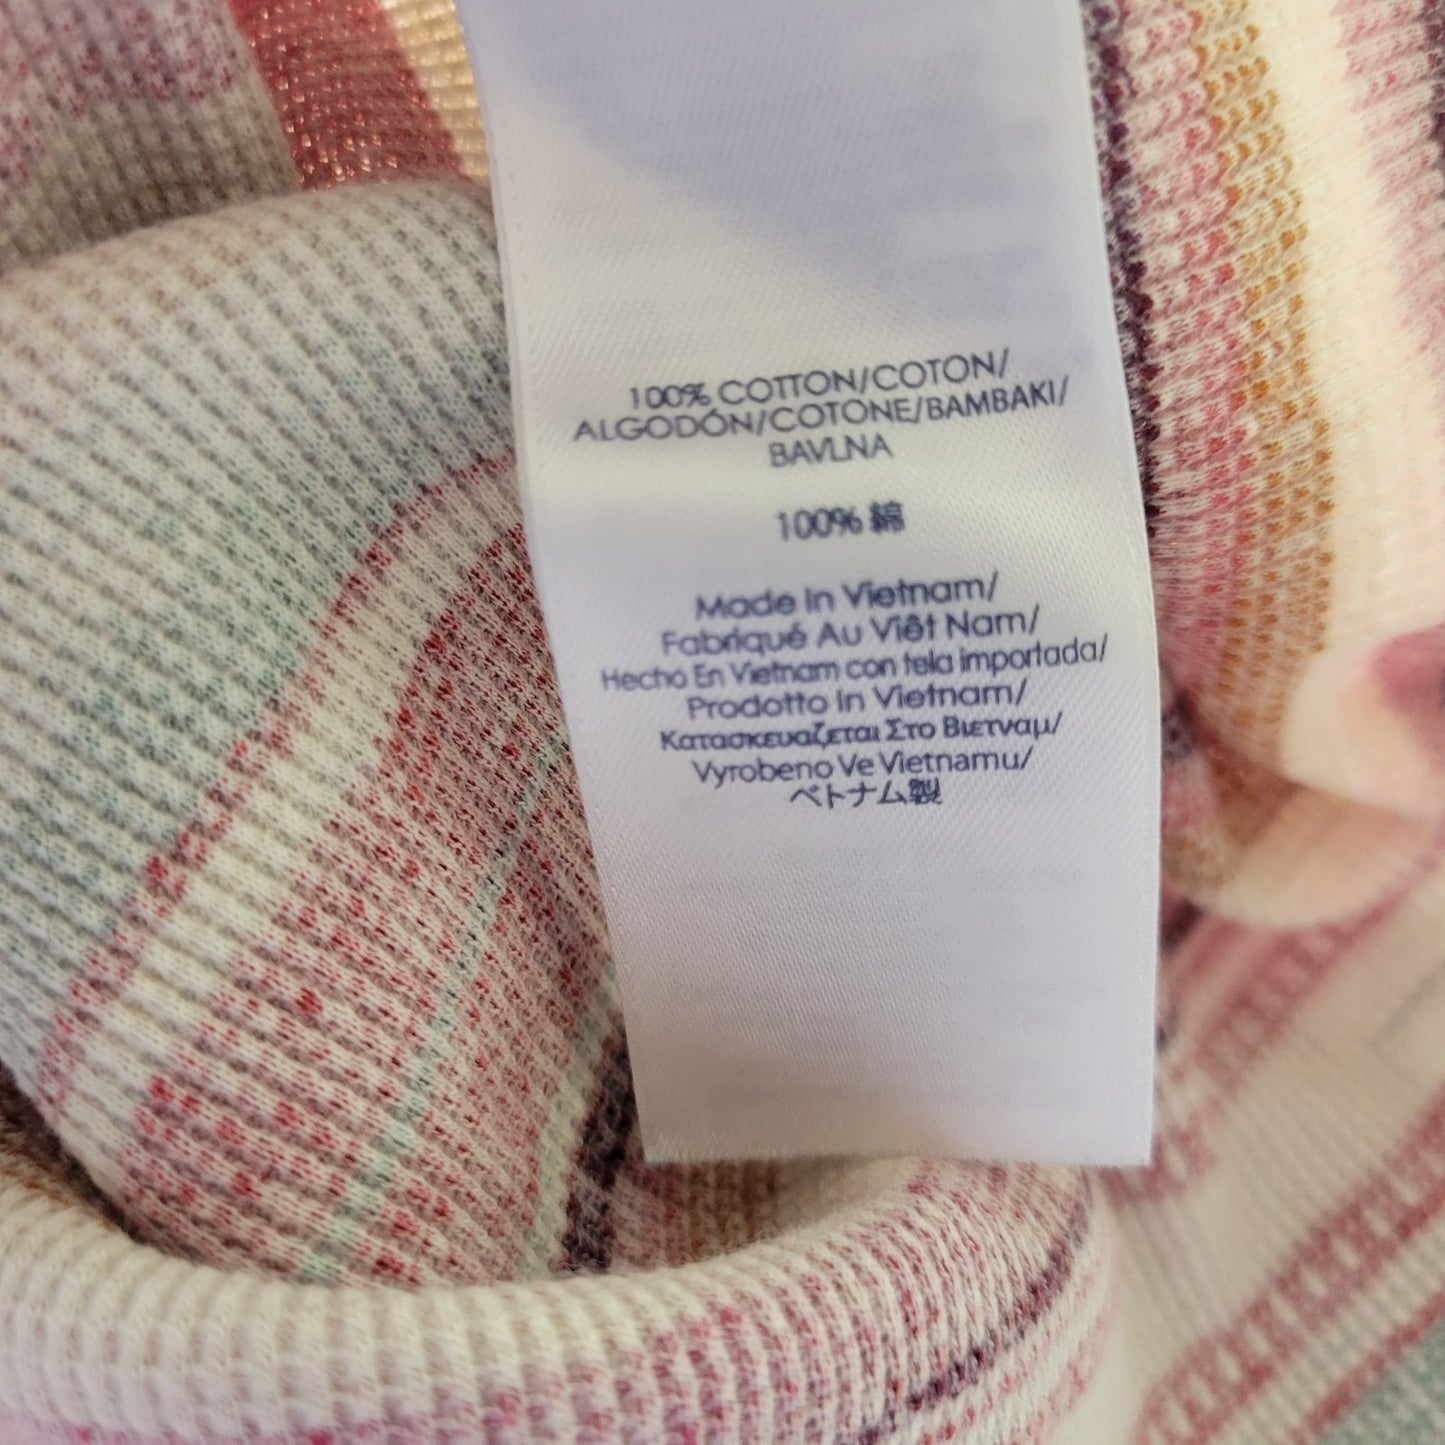 100% COTTON/COTON/
ALGODÓN/COTONE/BAMBAKI/
BAVLNA
100% 綿
Made In Vietnam/
Fabriqué Au Viêt Nam/
Hecho En Vietnam con tela importada/
Prodotto In Vietnam/
Κατασκευαζεται Στο Βιετναμ/
Vyrobeno Ve Vietnamu/
ベトナム製